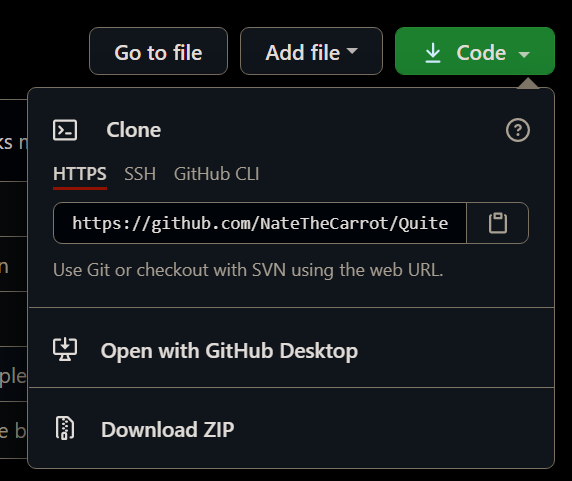 Go to file
Add file
Code
Clone
HTTPS SSH GitHub CLI
https://github.com/NateTheCarrot/Quite
Use Git or checkout with SVN using the web URL.
Open with GitHub Desktop
Download ZIP